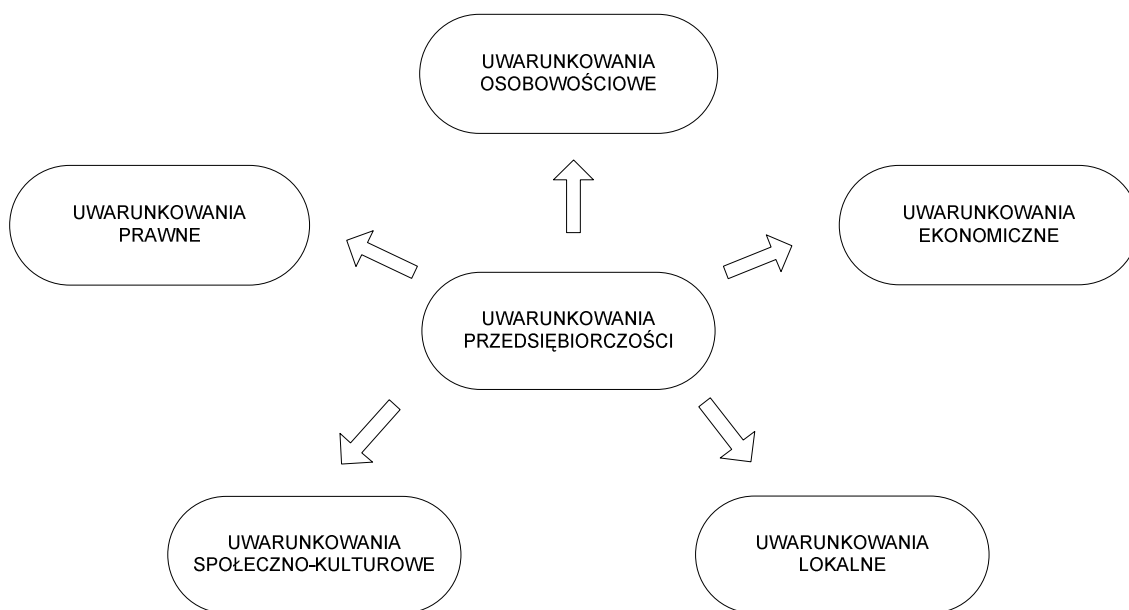 UWARUNKOWANIA
OSOBOWOŚCIOWE
UWARUNKOWANIA
PRAWNE
UWARUNKOWANIA
EKONOMICZNE
UWARUNKOWANIA
PRZEDSIĘBIORCZOŚCI
UWARUNKOWANIA
SPOŁECZNO-KULTUROWE
UWARUNKOWANIA
LOKALNE